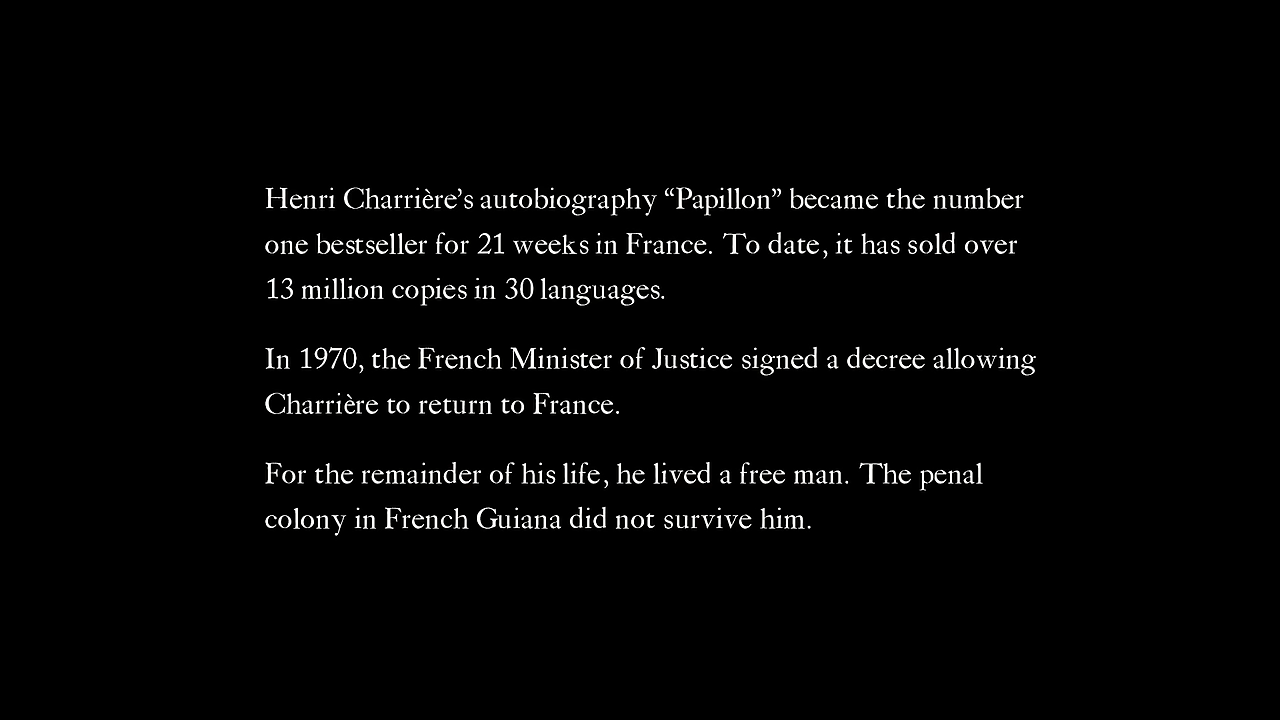 Henri Charrière’s autobiography “Papillon” became the number
one bestseller for 21 weeks in France. To date, it has sold over
13 million copies in 30 languages.
In 1970, the French Minister of Justice signed a decree allowing
Charrière to return to France.
For the remainder of his life, he lived a free man. The penal
colony in French Guiana did not survive him.